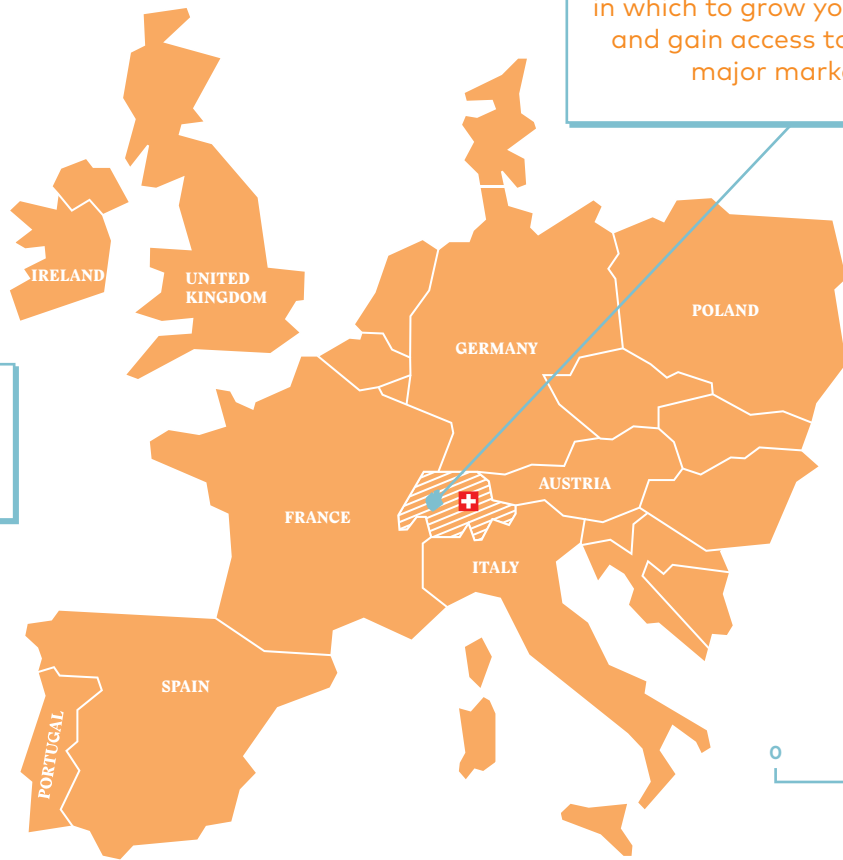 in which to grow yo
and gain access to
major mark
IRELAND
UNITED
KINGDOM
POLAND
GERMANY
AUSTRIA
FRANCE
ITALY
SPAIN
PORTUGAL
0